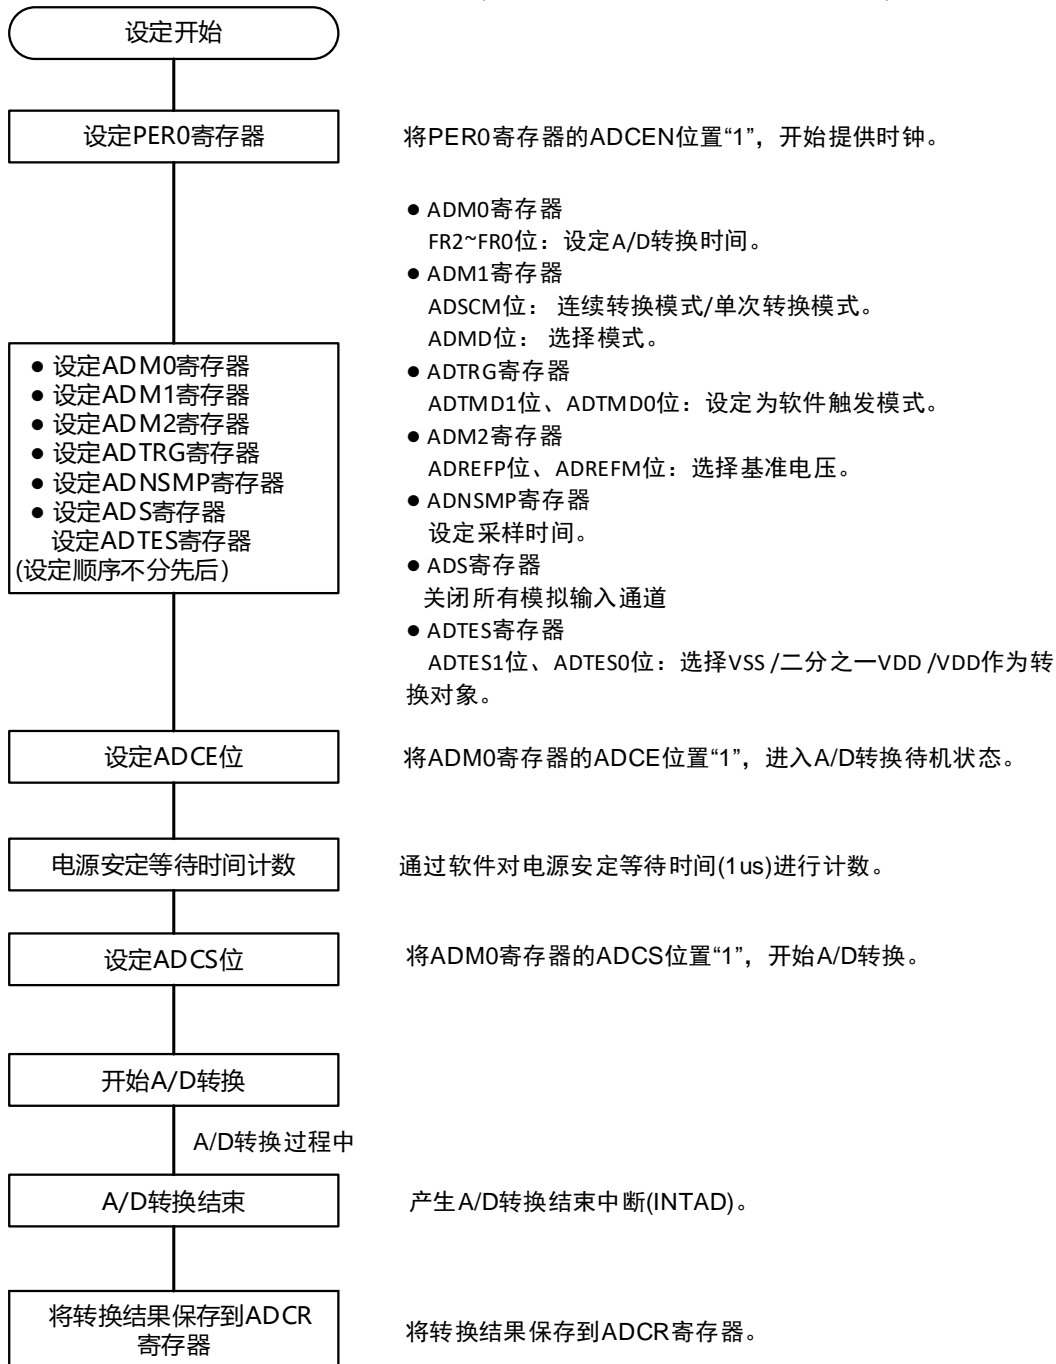 设定开始
设定PER0寄存器
将PER0寄存器的ADCEN位置“1”，开始提供时钟。
● ADM0寄存器
FR2~FR0位：设定A/D转换时间。
● ADM1寄存器
ADSCM位： 连续转换模式/单次转换模式。
ADMD位： 选择模式。
● ADTRG寄存器
ADTMD1位、ADTMD0位：设定为软件触发模式。
● ADM2寄存器
ADREFP位、ADREFM位：选择基准电压。
● ADNSMP寄存器
设定采样时间。
● ADS寄存器
关闭所有模拟输入通道
● ADTES寄存器
ADTES1位、ADTES0位：选择VSS /二分之一VDD /VDD作为转
换对象。
● 设定ADM0寄存器
● 设定ADM1寄存器
● 设定ADM2寄存器
● 设定ADTRG寄存器
● 设定ADNSMP寄存器
● 设定ADS寄存器
设定ADTES寄存器
(设定顺序不分先后)
设定ADCE位
将ADM0寄存器的ADCE位置“1”，进入A/D转换待机状态。
电源安定等待时间计数
通过软件对电源安定等待时间(1us)进行计数。
设定ADCS位
将ADM0寄存器的ADCS位置“1”，开始A/D转换。
开始A/D转换
A/D转换过程中
A/D转换结束
产生A/D转换结束中断(INTAD)。
将转换结果保存到ADCR
寄存器
将转换结果保存到ADCR寄存器。